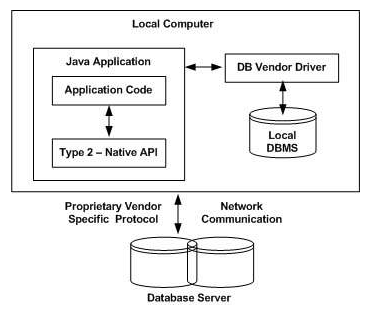 Local Computer
Java Application
Application Code
Type 2 – Native API
DB Vendor Driver
Local
DBMS
Proprietary Vendor
Specific Protocol
Network
Communication
Database Server